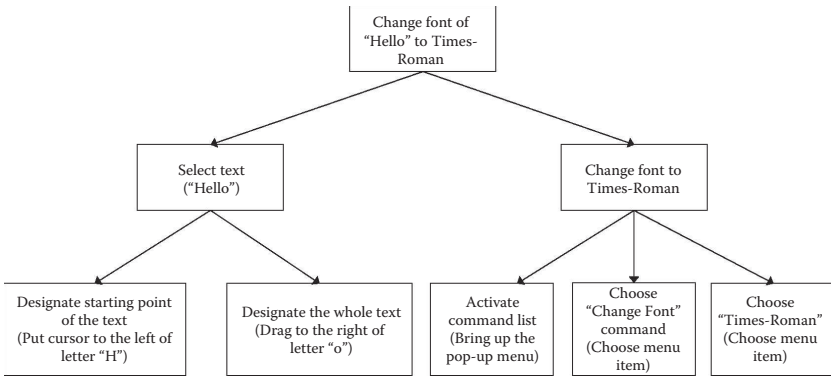 Change font of
“Hello” to Times-
Roman
Select text
(“Hello”)
Change font to
Times-Roman
Designate starting point
of the text
(Put cursor to the left of
letter “H”)
Designate the whole text
(Drag to the right of
letter “o”)
Activate
command list
(Bring up the
pop-up menu)
Choose
“Change Font”
command
(Choose menu
item)
Choose
“Times-Roman”
(Choose menu
item)